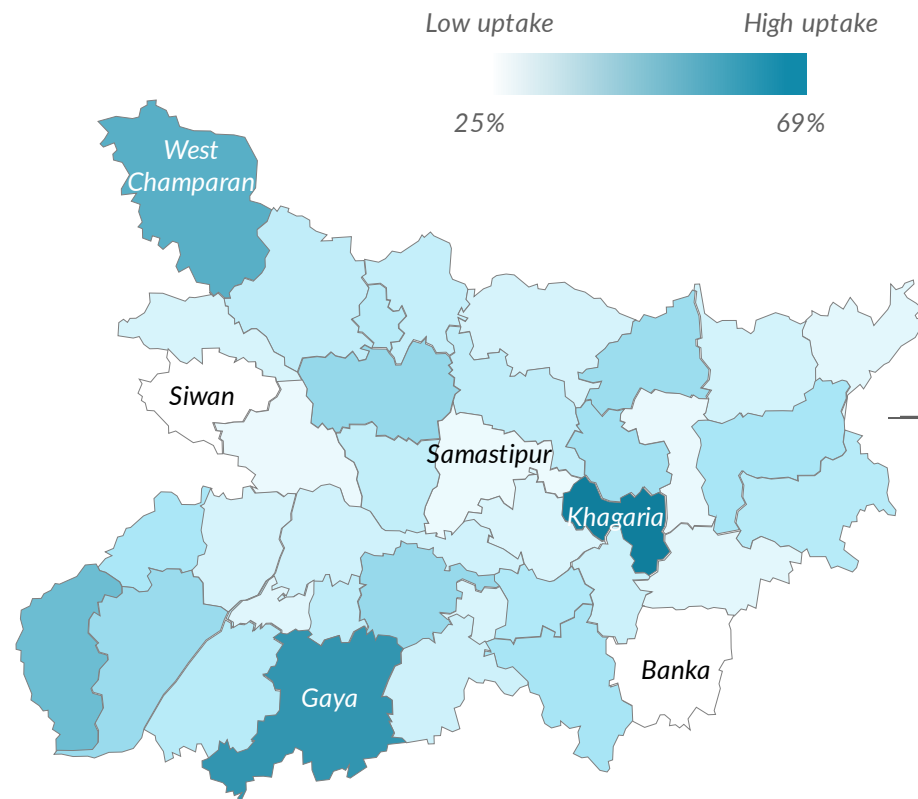 Low uptake
High uptake
25%
69%
West
Champaran
Siwan
Samastipur
Khagaria
Banka
Gaya